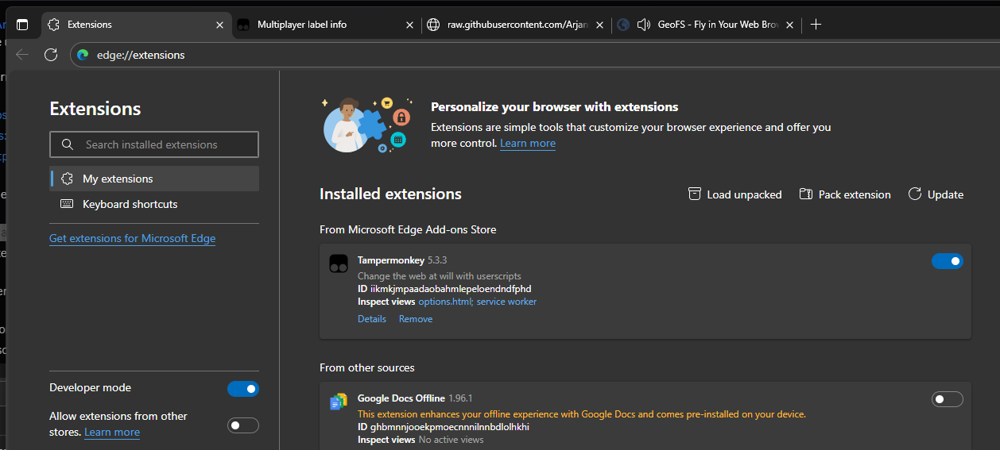 Extensions
Multiplayer label info
raw.githubusercontent.com/Arjan
GeoFS - Fly in Your Web Brow
edge://extensions
Extensions
Search installed extensions
My extensions
Keyboard shortcuts
Get extensions for Microsoft Edge
Developer mode
Allow extensions from other
stores. Learn more
Personalize your browser with extensions
Extensions are simple tools that customize your browser experience and offer you
more control. Learn more
Installed extensions
Load unpacked
Pack extension
Update
From Microsoft Edge Add-ons Store
Tampermonkey 5.3.3
Change the web at will with userscripts
ID iikmkjmpaadaobahmlepeloendndfphd
Inspect views options.html; service worker
Details Remove
From other sources
Google Docs Offline 1.96.1
This extension enhances your offline experience with Google Docs and comes pre-installed on your device.
ID ghbmnnjooekpmoecnnnilnnbdlolhkhi
Inspect views No active views